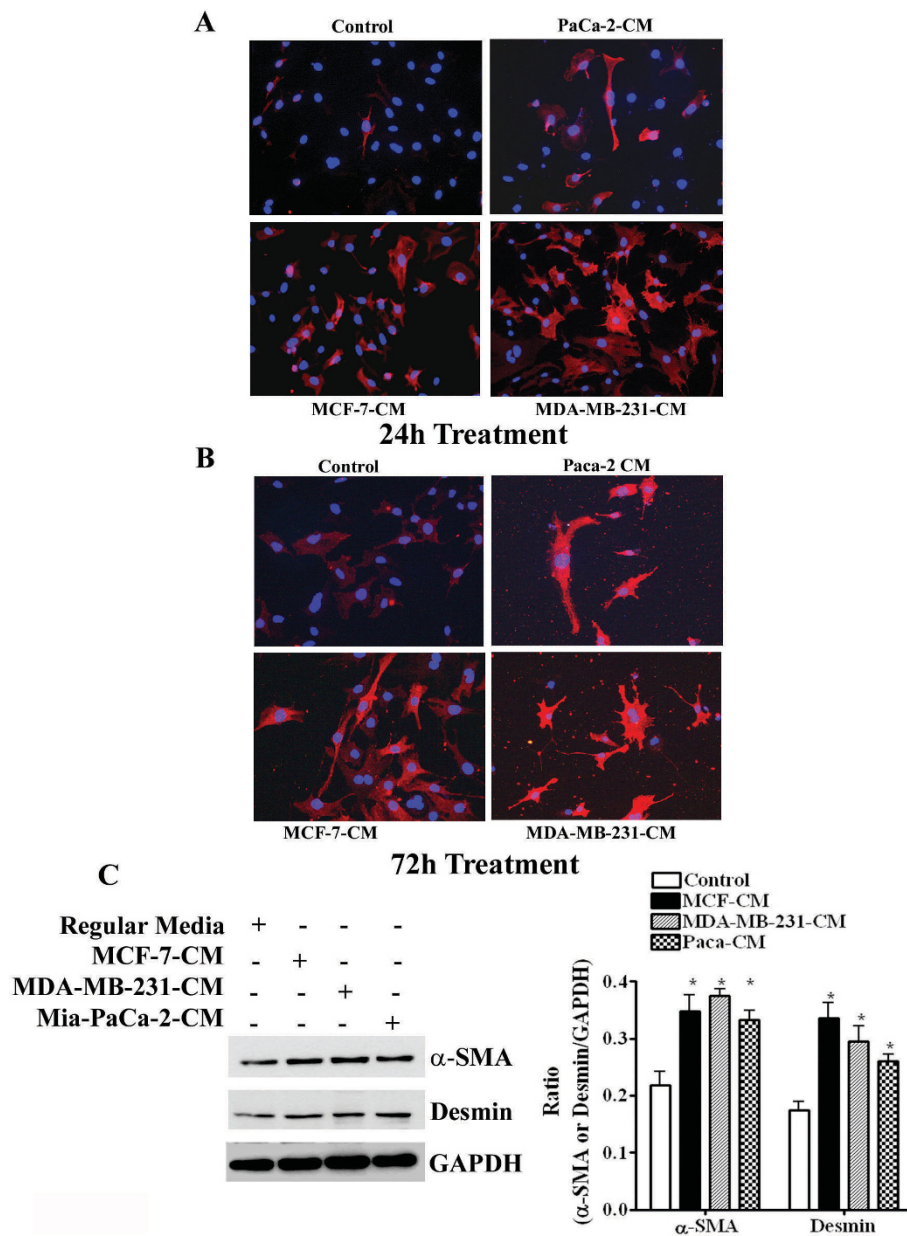 A
Control PaCa-2-CM
MCF-7-CM MDA-MB-231-CM
24h Treatment
B
Control Paca-2 CM
MCF-7-CM MDA-MB-231-CM
72h Treatment
C
Regular Media + - - -
MCF-7-CM - + - -
MDA-MB-231-CM - - + -
Mia-PaCa-2-CM - - - +
α-SMA
Desmin
GAPDH
Control
MCF-CM
MDA-MB-231-CM
Paca-CM
Ratio
(α-SMA or Desmin/GAPDH)
0.4
0.3
0.2
0.1
0.0
* * * * * *
α-SMA Desmin